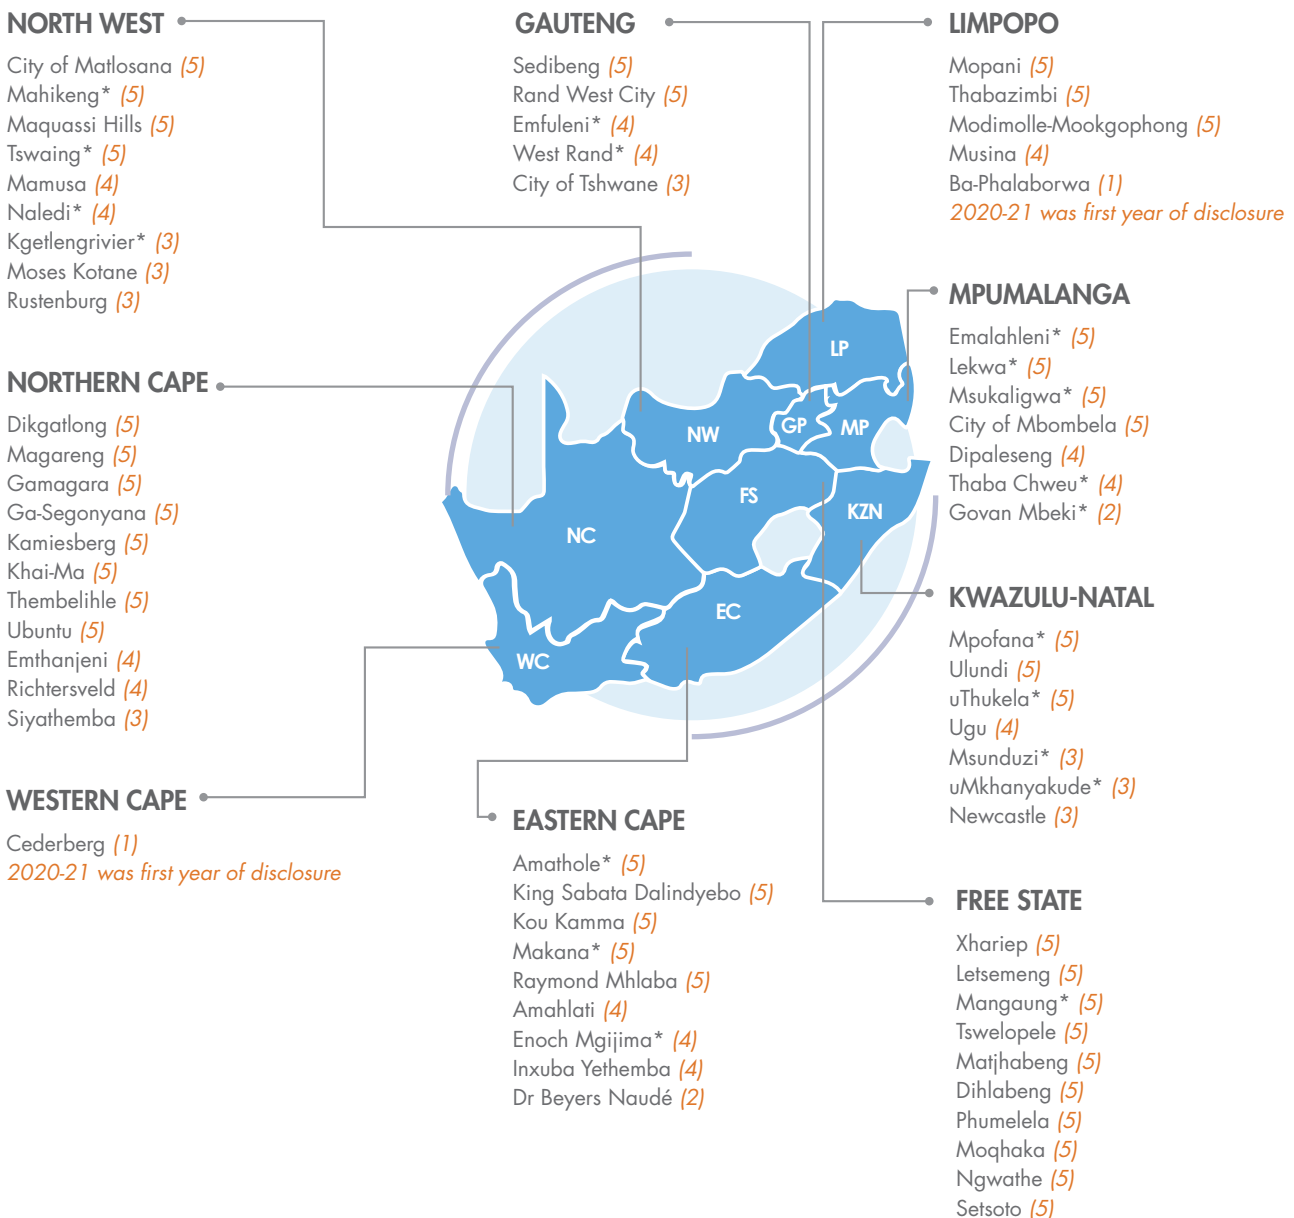 NORTH WEST
City of Matlosana (5)
Mahikeng* (5)
Maquassi Hills (5)
Tswaing* (5)
Mamusa (4)
Naledi* (4)
Kgetlengrivier* (3)
Moses Kotane (3)
Rustenburg (3)
GAUTENG
Sedibeng (5)
Rand West City (5)
Emfuleni* (4)
West Rand* (4)
City of Tshwane (3)
LIMPOPO
Mopani (5)
Thabazimbi (5)
Modimolle-Mookgophong (5)
Musina (4)
Ba-Phalaborwa (1)
2020-21 was first year of disclosure
MPUMALANGA
Emalahleni* (5)
Lekwa* (5)
Msukaligwa* (5)
City of Mbombela (5)
Dipaleseng (4)
Thaba Chweu* (4)
Govan Mbeki* (2)
NORTHERN CAPE
Dikgatlong (5)
Magareng (5)
Gamagara (5)
Ga-Segonyana (5)
Kamiesberg (5)
Khai-Ma (5)
Thembelihle (5)
Ubuntu (5)
Emthanjeni (4)
Richtersveld (4)
Siyathemba (3)
LP
NW
GP
MP
FS
KZN
NC
EC
WC
KWAZULU-NATAL
Mpofana* (5)
Ulundi (5)
uThukela* (5)
Ugu (4)
Msunduzi* (3)
uMkhanyakude* (3)
Newcastle (3)
WESTERN CAPE
Cederberg (1)
2020-21 was first year of disclosure
EASTERN CAPE
Amathole* (5)
King Sabata Dalindyebo (5)
Kou Kamma (5)
Makana* (5)
Raymond Mhlaba (5)
Amahlati (4)
Enoch Mgijima* (4)
Inxuba Yethemba (4)
Dr Beyers Naudé (2)
FREE STATE
Xhariep (5)
Letsemeng (5)
Mangaung* (5)
Tswelopele (5)
Matjhabeng (5)
Dihlabeng (5)
Phumelela (5)
Moqhaka (5)
Ngwathe (5)
Setsoto (5)